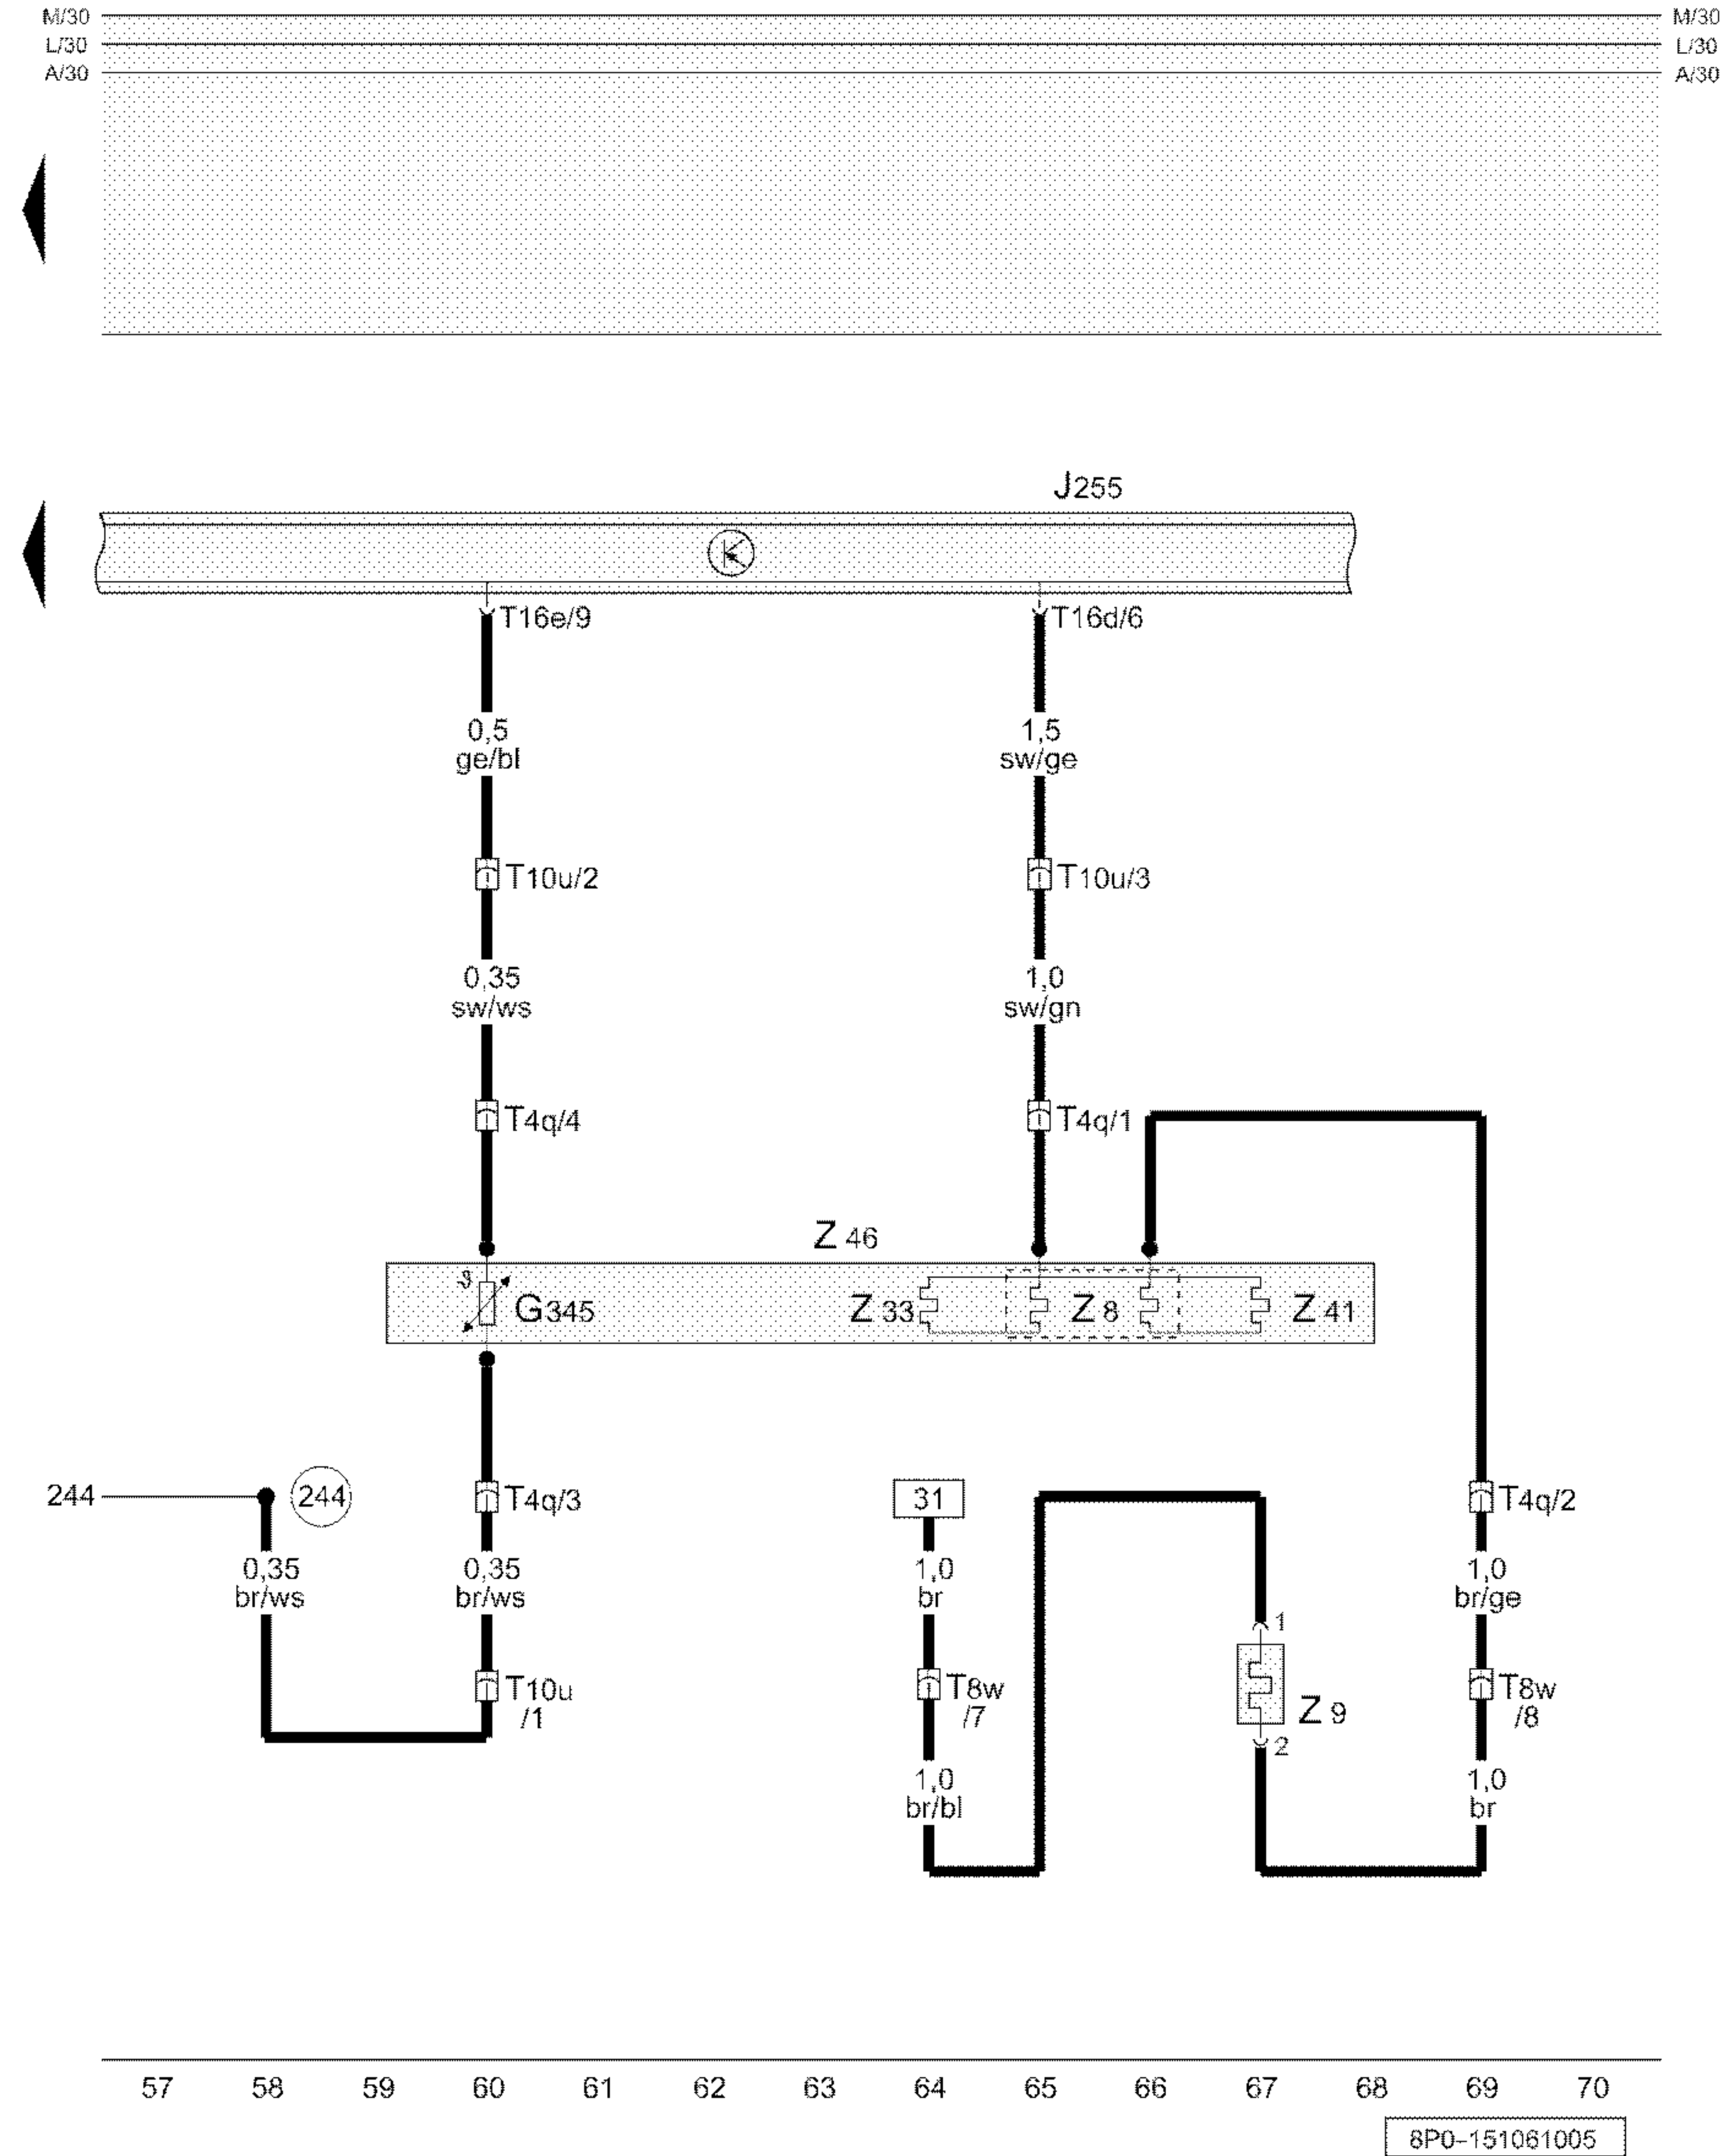 M/30 M/30
L/30 L/30
A/30 A/30
J255
T16e/9 T16d/6
0,5 1,5
ge/bl sw/ge
T10u/2 T10u/3
0,35 1,0
sw/ws sw/gn
T4q/4 T4q/1
Z 46
ϑ
G345 Z 33 Z 8 Z 41
244 244 T4q/3 31 T4q/2
0,35 0,35 1,0 1,0
br/ws br/ws br br/ge
1
T10u T8w T8w
/1 /7 Z 9 /8
2
1,0 1,0
br/bl br
57 58 59 60 61 62 63 64 65 66 67 68 69 70
8P0-151061005